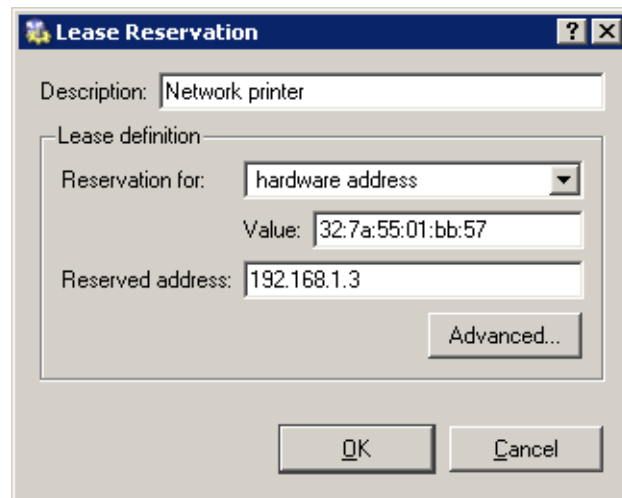 Lease Reservation
Description: Network printer
Lease definition
Reservation for: hardware address
Value: 32:7a:55:01:bb:57
Reserved address: 192.168.1.3
Advanced...
OK Cancel